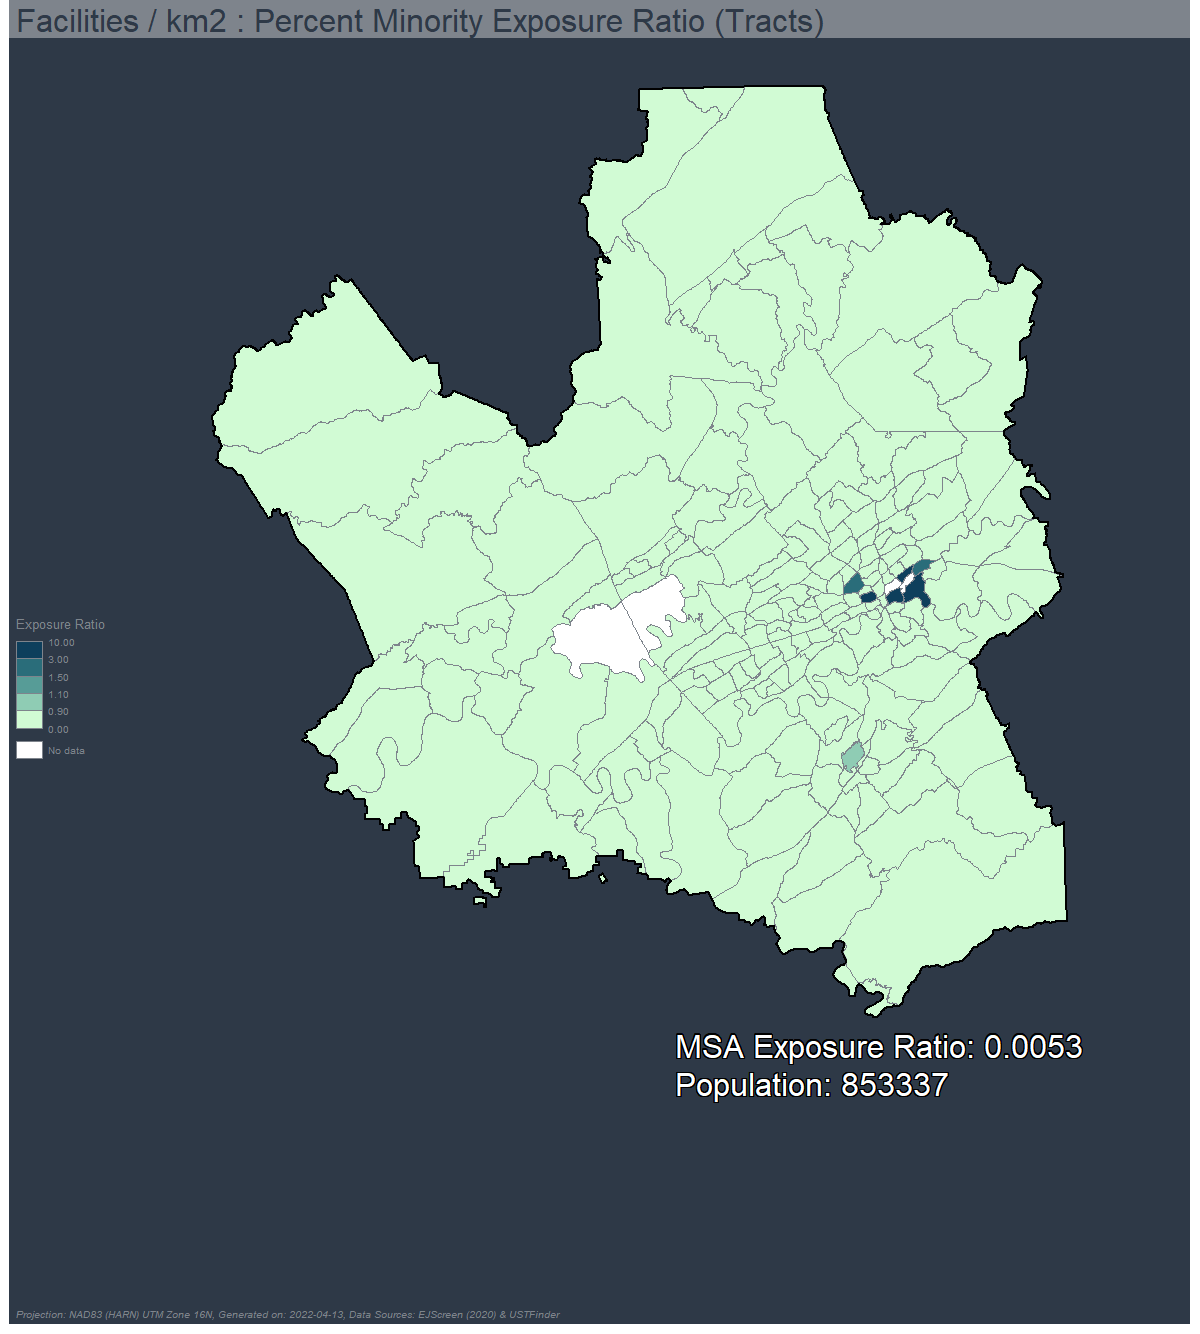 Facilities / km2 : Percent Minority Exposure Ratio (Tracts)
Exposure Ratio
10.00
3.00
1.50
1.10
0.90
0.00
No data
MSA Exposure Ratio: 0.0053
Population: 853337
Projection: NAD83 (HARN) UTM Zone 16N, Generated on: 2022-04-13, Data Sources: EJScreen (2020) & USTFinder